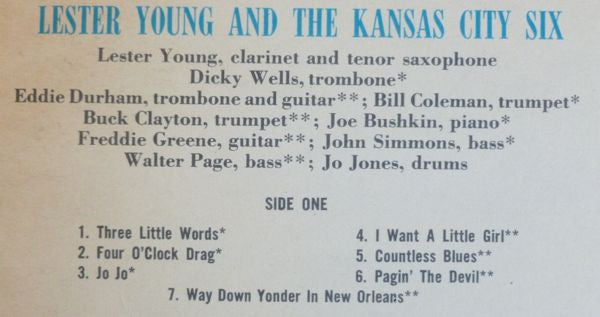 LESTER YOUNG AND THE KANSAS CITY SIX
Lester Young, clarinet and tenor saxophone
Dicky Wells, trombone*
Eddie Durham, trombone and guitar**; Bill Coleman, trumpet*
Buck Clayton, trumpet**; Joe Bushkin, piano*
Freddie Greene, guitar**; John Simmons, bass*
Walter Page, bass**; Jo Jones, drums
SIDE ONE
1. Three Little Words*
2. Four O'Clock Drag*
3. Jo Jo*
4. I Want A Little Girl**
5. Countless Blues**
6. Pagin' The Devil**
7. Way Down Yonder In New Orleans**